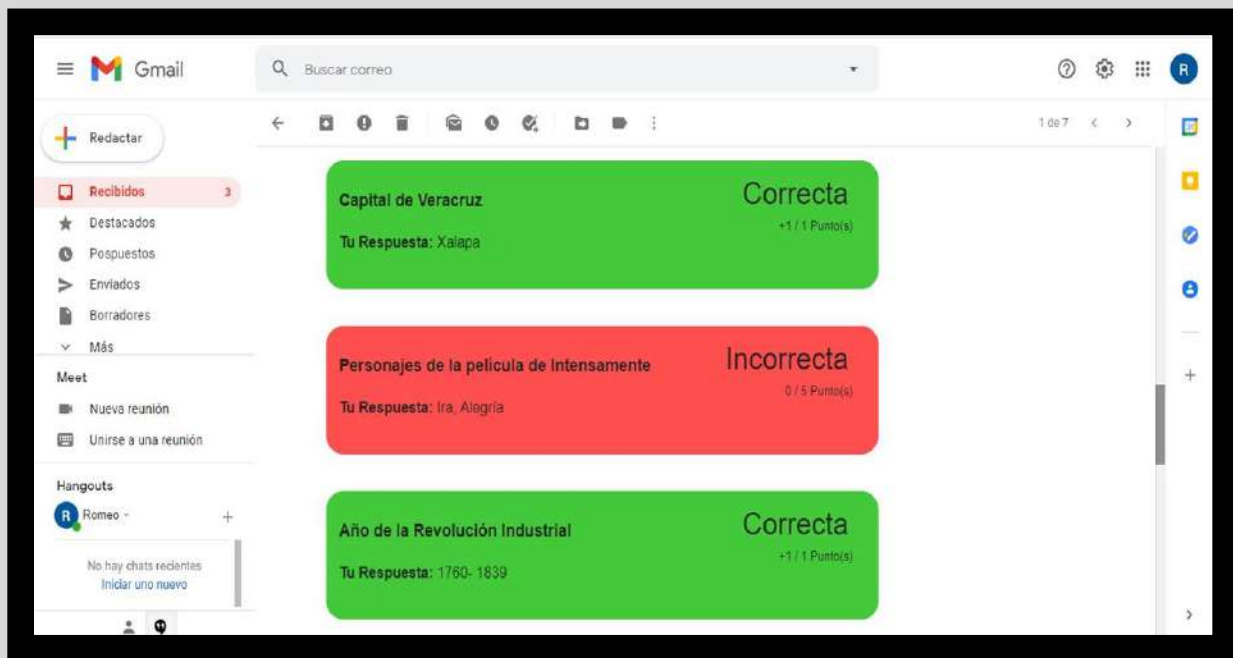 Gmail
Buscar correo
R
Redactar
1 de 7
Recibidos 3
Destacados
Pospuestos
Enviados
Borradores
Más
Meet
Nueva reunión
Unirse a una reunión
Hangouts
R Romeo
No hay chats recientes
Iniciar uno nuevo
Capital de Veracruz
Correcta
+1 / 1 Punto(s)
Tu Respuesta: Xalapa
Personajes de la película de Intensamente
Incorrecta
0 / 5 Punto(s)
Tu Respuesta: Ira, Alegría
Año de la Revolución Industrial
Correcta
+1 / 1 Punto(s)
Tu Respuesta: 1760- 1839